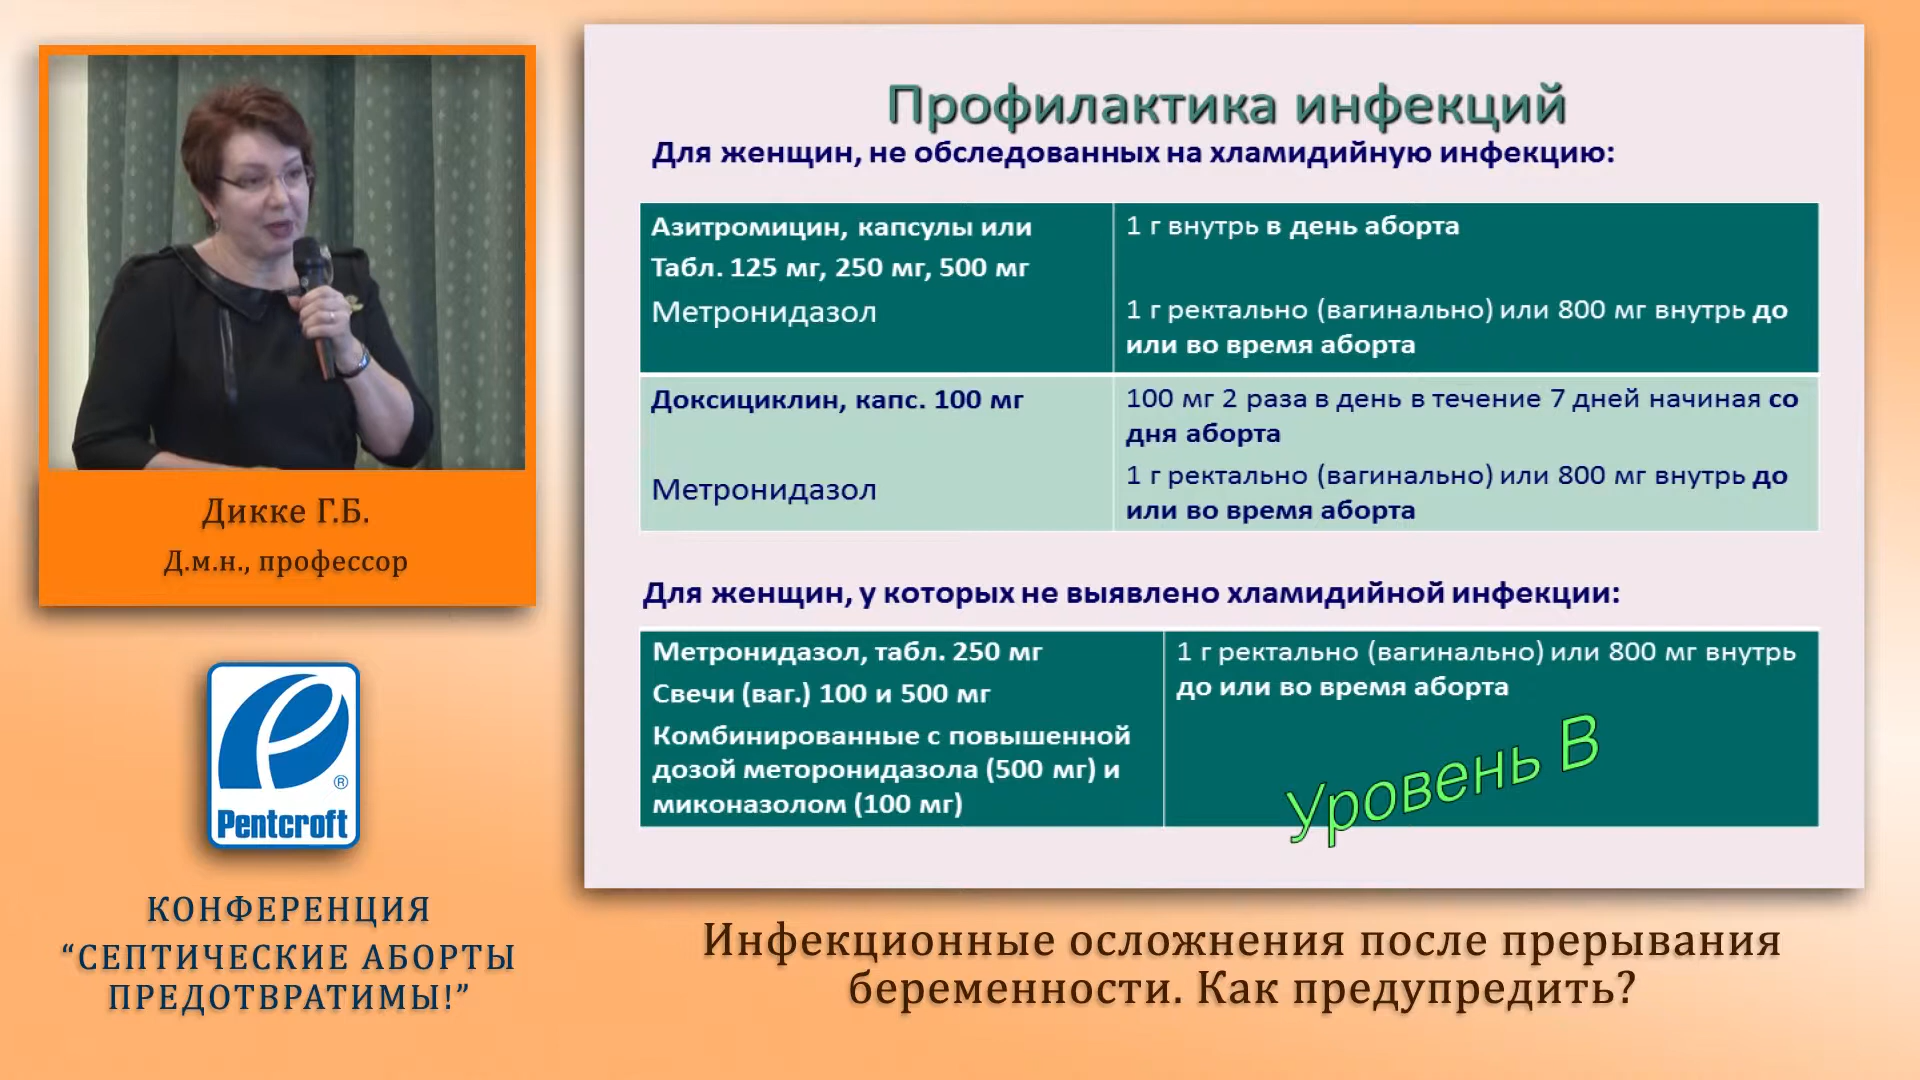 Профилактика инфекций
Для женщин, не обследованных на хламидийную инфекцию:
Азитромицин, капсулы или
Табл. 125 мг, 250 мг, 500 мг
Метронидазол
1 г внутрь в день аборта
1 г ректально (вагинально) или 800 мг внутрь до
или во время аборта
Доксициклин, капс. 100 мг
Метронидазол
100 мг 2 раза в день в течение 7 дней начиная со
дня аборта
1 г ректально (вагинально) или 800 мг внутрь до
или во время аборта
Для женщин, у которых не выявлено хламидийной инфекции:
Метронидазол, табл. 250 мг
Свечи (ваг.) 100 и 500 мг
Комбинированные с повышенной
дозой меторонидазола (500 мг) и
миконазолом (100 мг)
1 г ректально (вагинально) или 800 мг внутрь
до или во время аборта
Уровень В
Дикке Г.Б.
Д.м.н., профессор
®
Pentcroft
КОНФЕРЕНЦИЯ
“СЕПТИЧЕСКИЕ АБОРТЫ
ПРЕДОТВРАТИМЫ!”
Инфекционные осложнения после прерывания
беременности. Как предупредить?